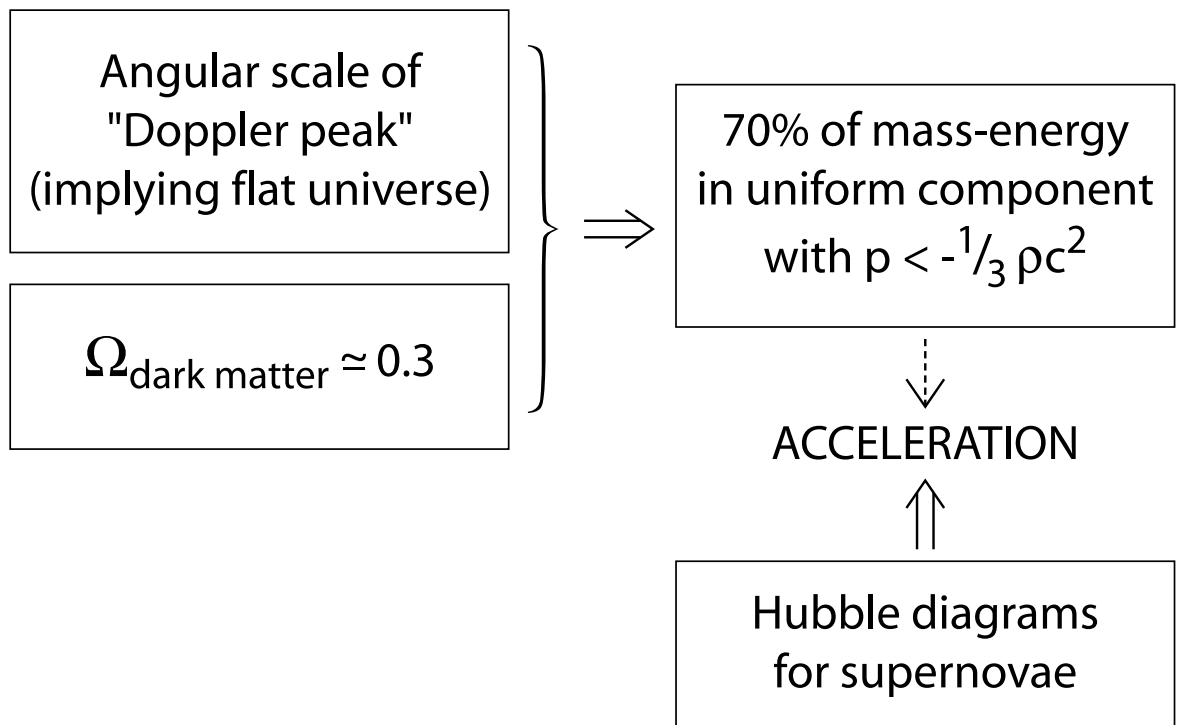 Angular scale of
"Doppler peak"
(implying flat universe)
Ω dark matter ≃ 0.3
70% of mass-energy
in uniform component
with p < -1/3 ρc²
ACCELERATION
Hubble diagrams
for supernovae